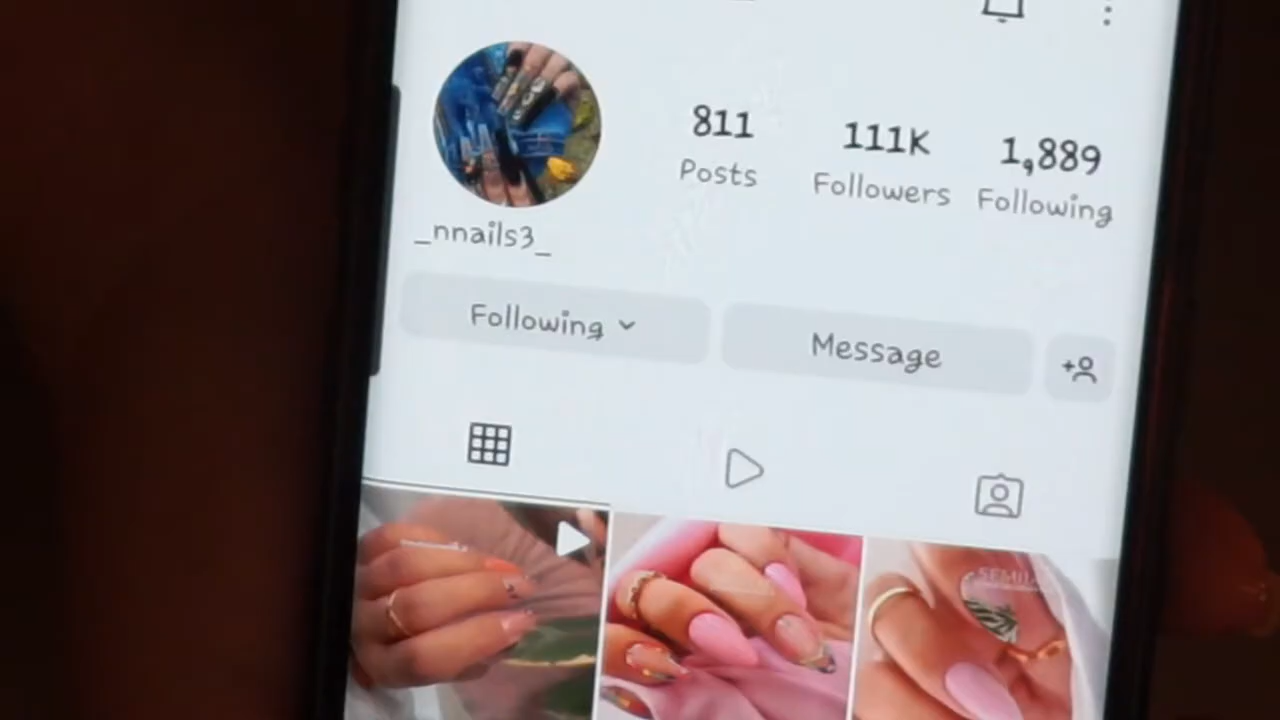 811 111K 1,889
Posts Followers Following
_nnails3_
Following Message